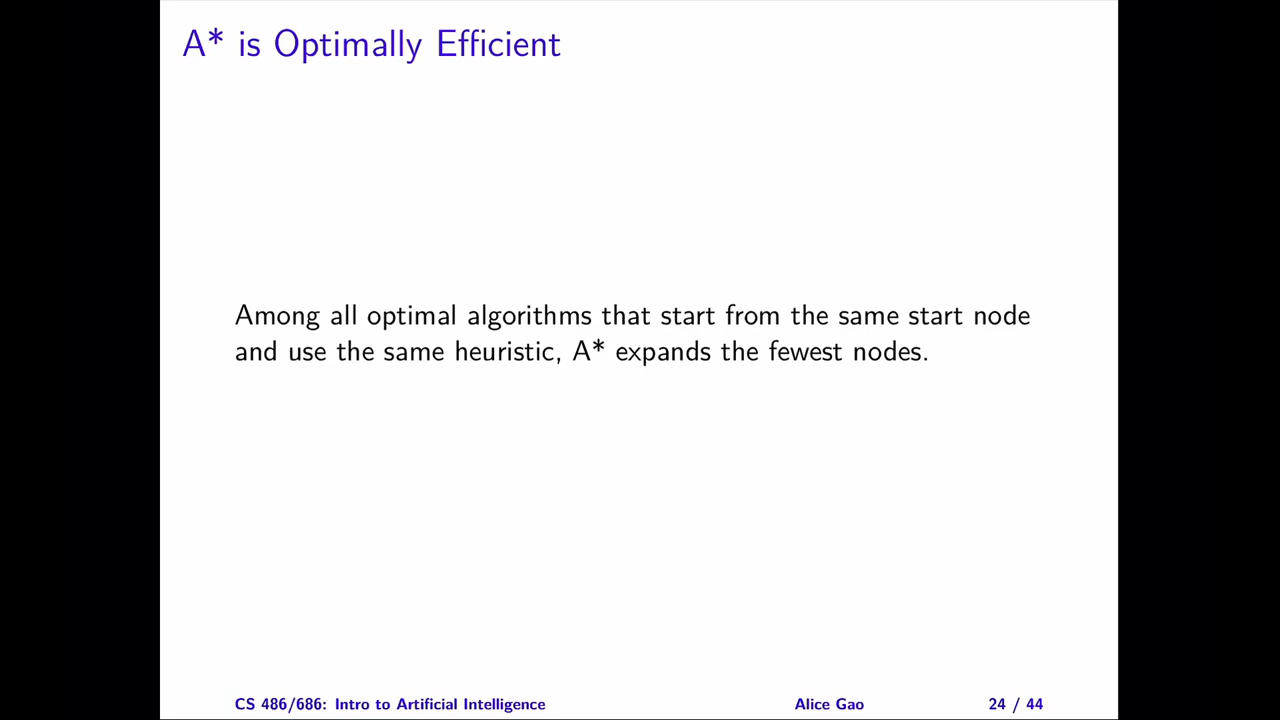 A* is Optimally Efficient
Among all optimal algorithms that start from the same start node
and use the same heuristic, A* expands the fewest nodes.
CS 486/686: Intro to Artificial Intelligence Alice Gao 24 / 44